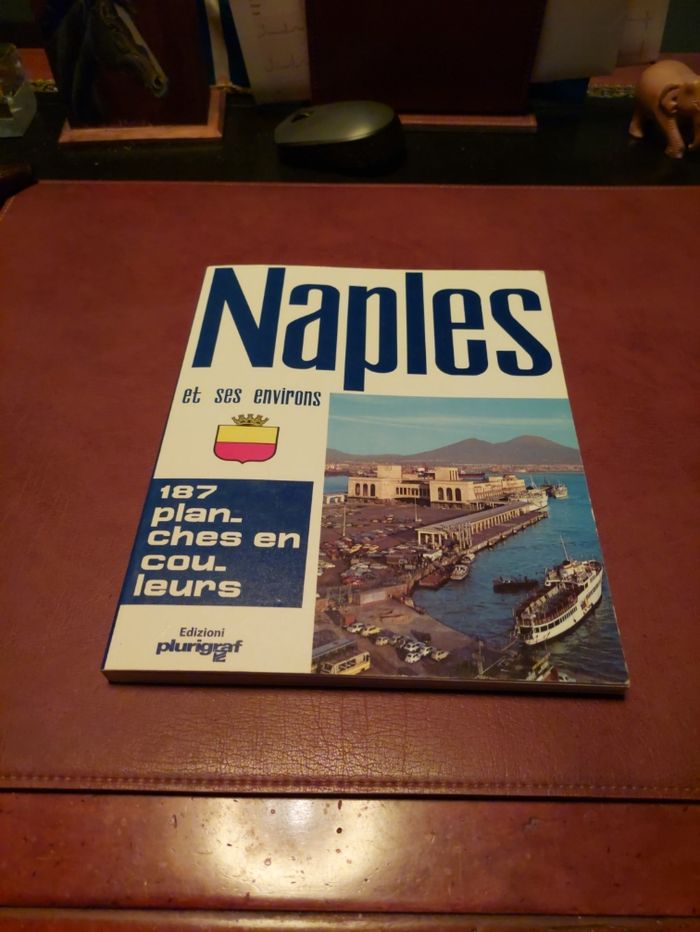 Naples
et ses environs
187
plan-
ches en
cou-
leurs
Edizioni
plurigraf